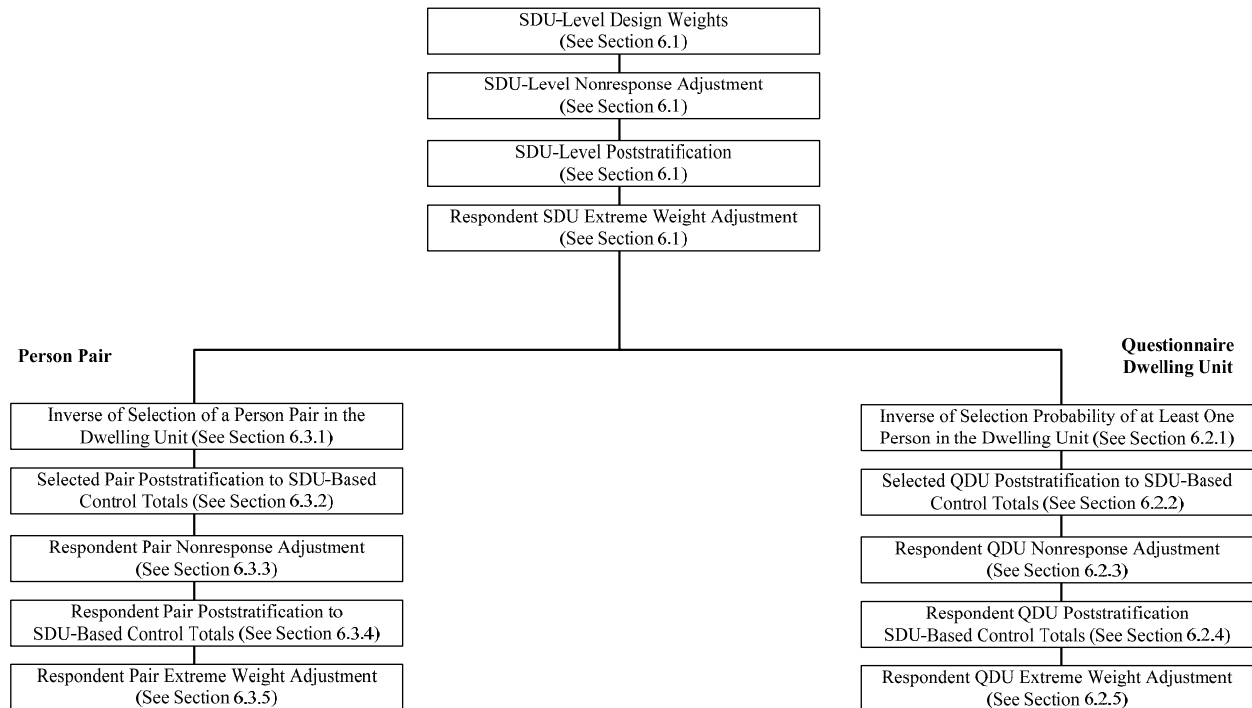 SDU-Level Design Weights
(See Section 6.1)
SDU-Level Nonresponse Adjustment
(See Section 6.1)
SDU-Level Poststratification
(See Section 6.1)
Respondent SDU Extreme Weight Adjustment
(See Section 6.1)
Person Pair
Inverse of Selection of a Person Pair in the
Dwelling Unit (See Section 6.3.1)
Selected Pair Poststratification to SDU-Based
Control Totals (See Section 6.3.2)
Respondent Pair Nonresponse Adjustment
(See Section 6.3.3)
Respondent Pair Poststratification to
SDU-Based Control Totals (See Section 6.3.4)
Respondent Pair Extreme Weight Adjustment
(See Section 6.3.5)
Questionnaire
Dwelling Unit
Inverse of Selection Probability of at Least One
Person in the Dwelling Unit (See Section 6.2.1)
Selected QDU Poststratification to SDU-Based
Control Totals (See Section 6.2.2)
Respondent QDU Nonresponse Adjustment
(See Section 6.2.3)
Respondent QDU Poststratification
SDU-Based Control Totals (See Section 6.2.4)
Respondent QDU Extreme Weight Adjustment
(See Section 6.2.5)